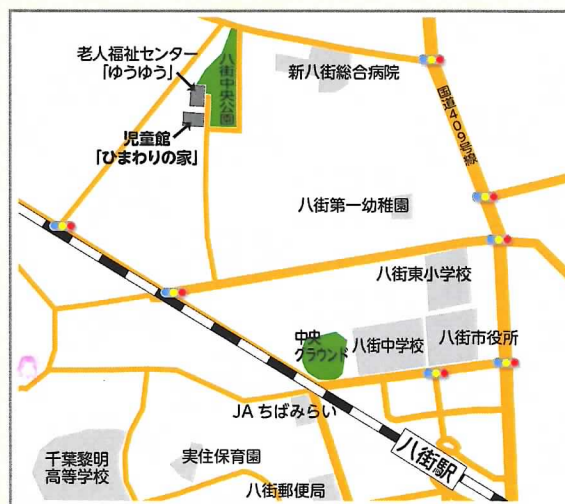 老人福祉センター
「ゆうゆう」
八街中央公園
新八街総合病院
児童館
「ひまわりの家」
国道409号線
八街第一幼稚園
八街東小学校
中央
グラウンド
八街中学校
八街市役所
JA ちばみらい
八街駅
千葉黎明
高等学校
実住保育園
八街郵便局